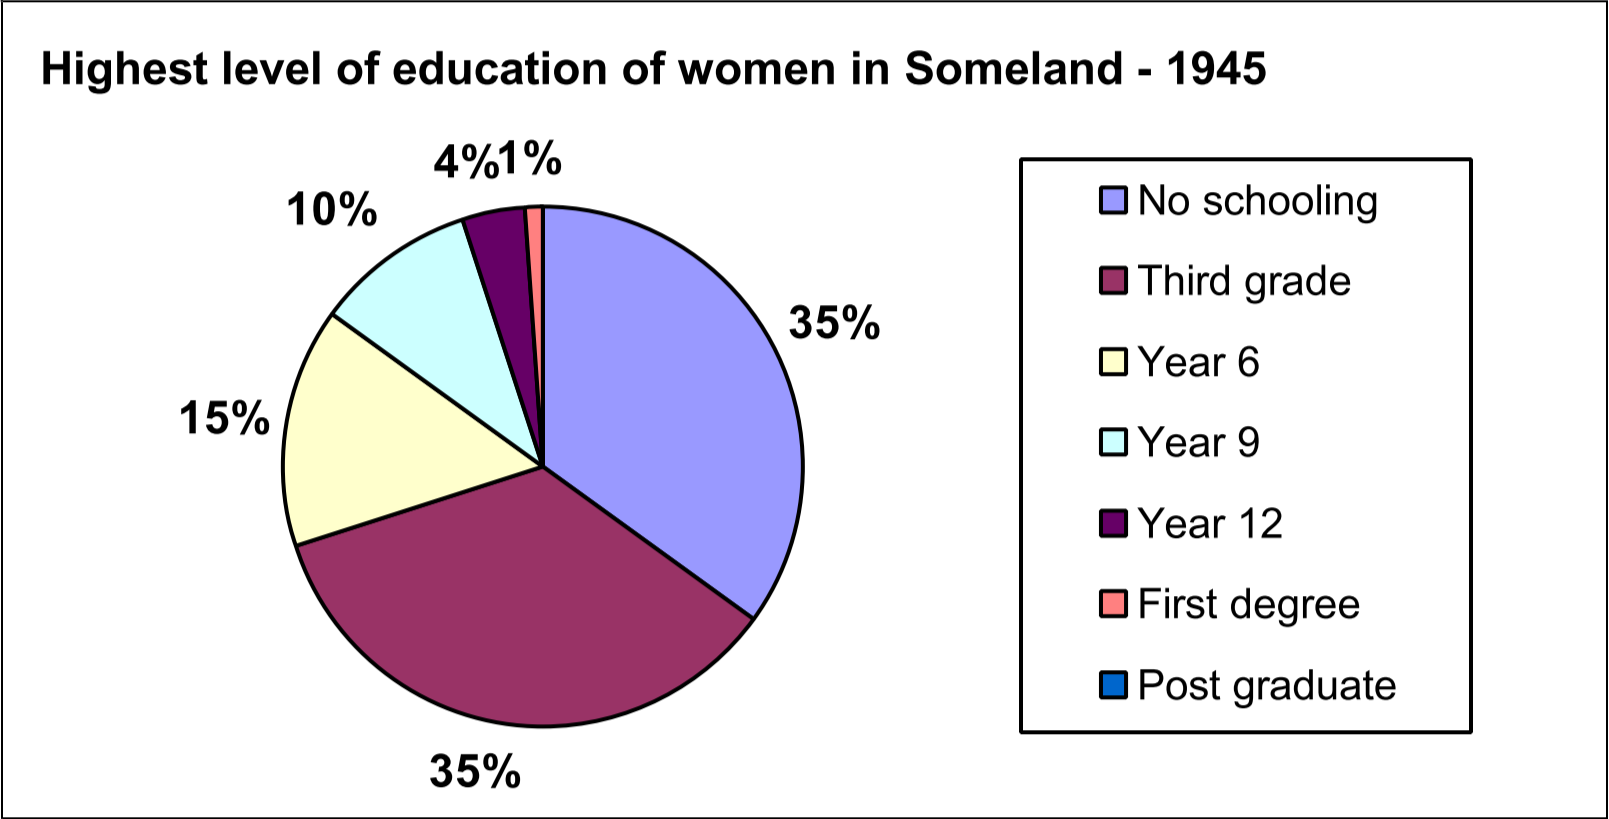 Highest level of education of women in Someland - 1945
4%
1%
10%
35%
15%
35%
No schooling
Third grade
Year 6
Year 9
Year 12
First degree
Post graduate